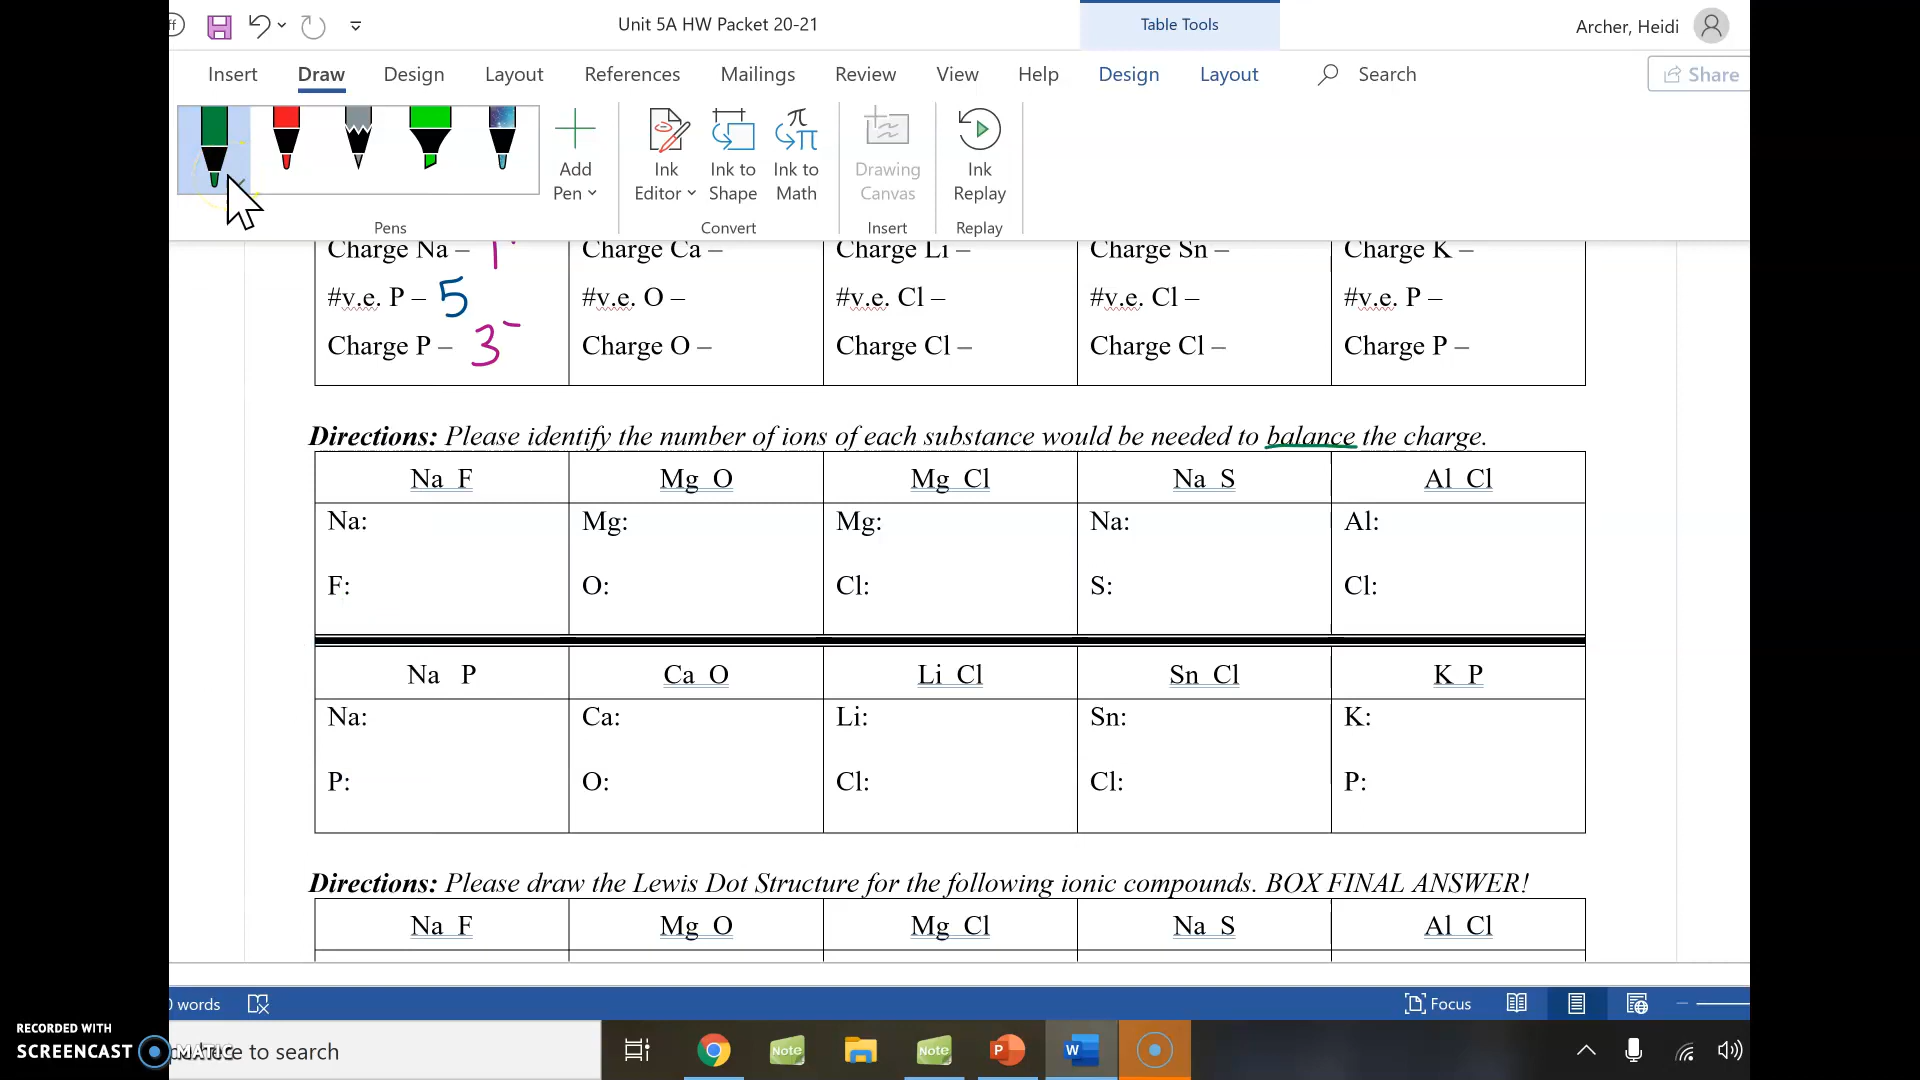 ff
Unit 5A HW Packet 20-21
Table Tools
Archer, Heidi
Insert Draw Design Layout References Mailings Review View Help Design Layout Search Share
Add Pen
Ink Editor
Ink to Shape
Ink to Math
Drawing Canvas
Ink Replay
Pens Convert Insert Replay
Charge Na – 1 Charge Ca – Charge Li – Charge Sn – Charge K –
#v.e. P – 5 #v.e. O – #v.e. Cl – #v.e. Cl – #v.e. P –
Charge P – 3- Charge O – Charge Cl – Charge Cl – Charge P –
Directions: Please identify the number of ions of each substance would be needed to balance the charge.
Na F Mg O Mg Cl Na S Al Cl
Na: Mg: Mg: Na: Al:
F: O: Cl: S: Cl:
Na P Ca O Li Cl Sn Cl K P
Na: Ca: Li: Sn: K:
P: O: Cl: Cl: P:
Directions: Please draw the Lewis Dot Structure for the following ionic compounds. BOX FINAL ANSWER!
Na F Mg O Mg Cl Na S Al Cl
words Focus
RECORDED WITH
SCREENCAST MATIC
to search
Note Note P W